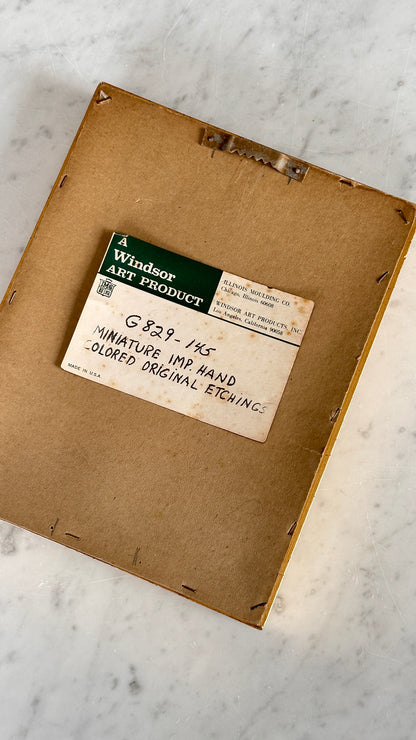 A
Windsor
ART PRODUCT
ILLINOIS MOULDING CO.
Chicago, Illinois 60608
WINDSOR ART PRODUCTS, INC.
Los Angeles, California 90058
G829-145
MINIATURE IMP. HAND
COLORED ORIGINAL ETCHINGS
MADE IN U.S.A.